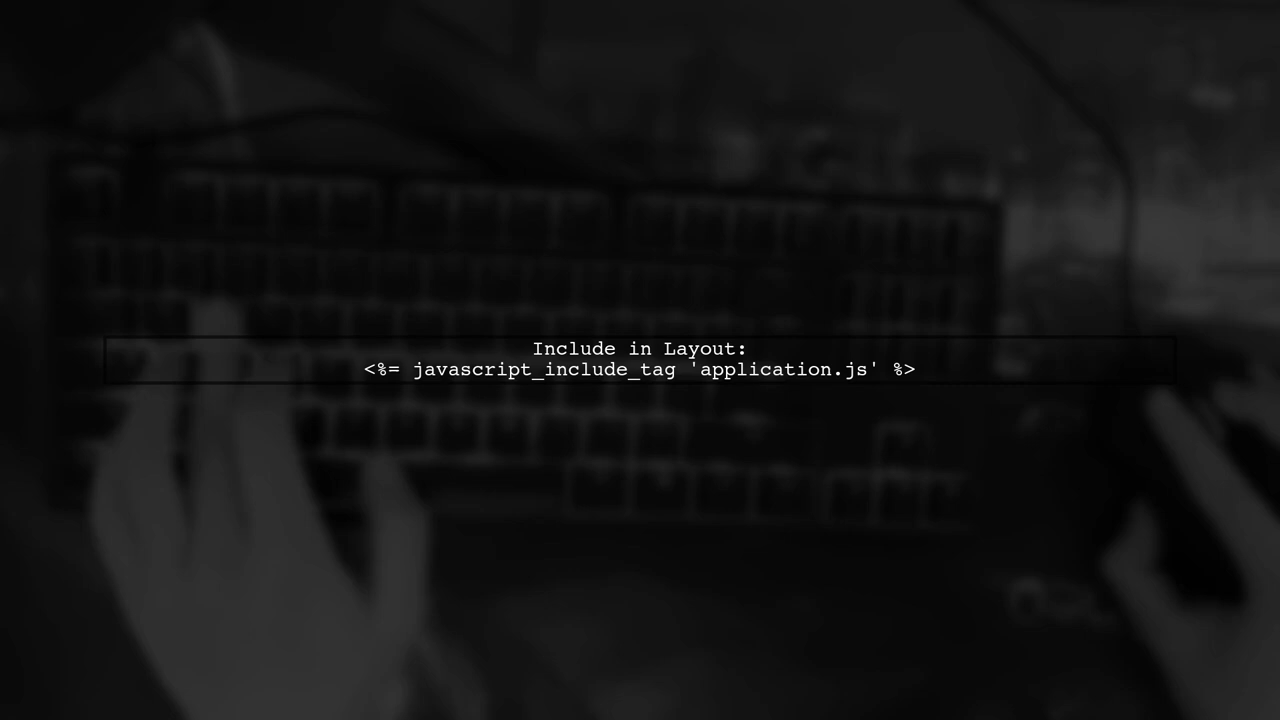 Include in Layout:
<%= javascript_include_tag 'application.js' %>